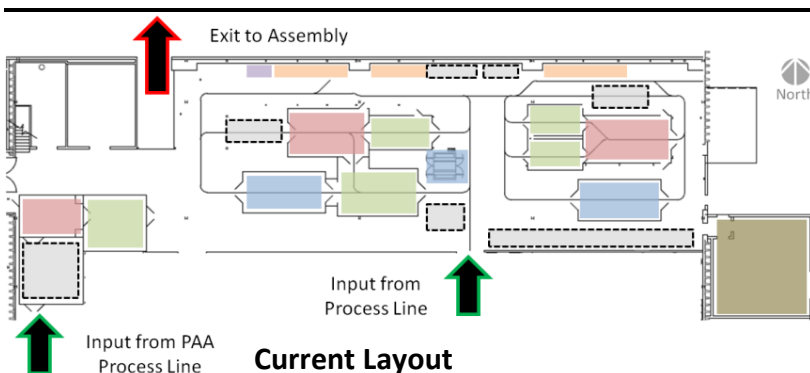 Exit to Assembly
North
Input from
Process Line
Input from PAA
Process Line
Current Layout